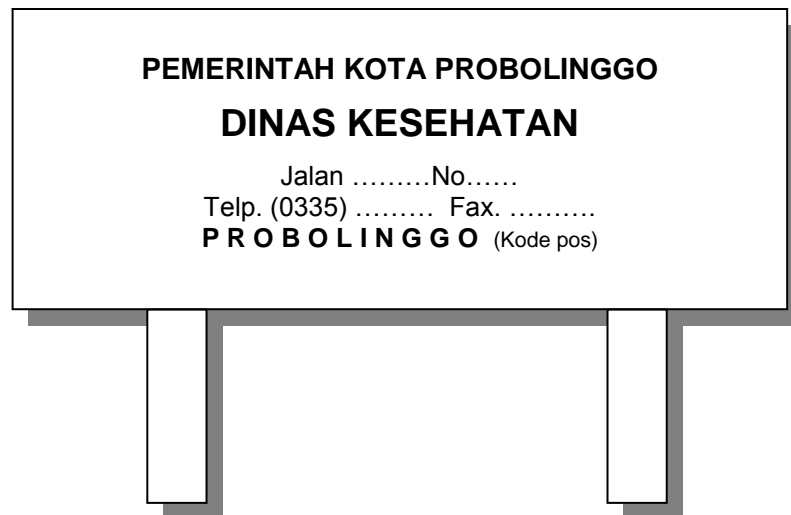 PEMERINTAH KOTA PROBOLINGGO
DINAS KESEHATAN
Jalan ………No……
Telp. (0335) ……… Fax. ……….
P R O B O L I N G G O (Kode pos)